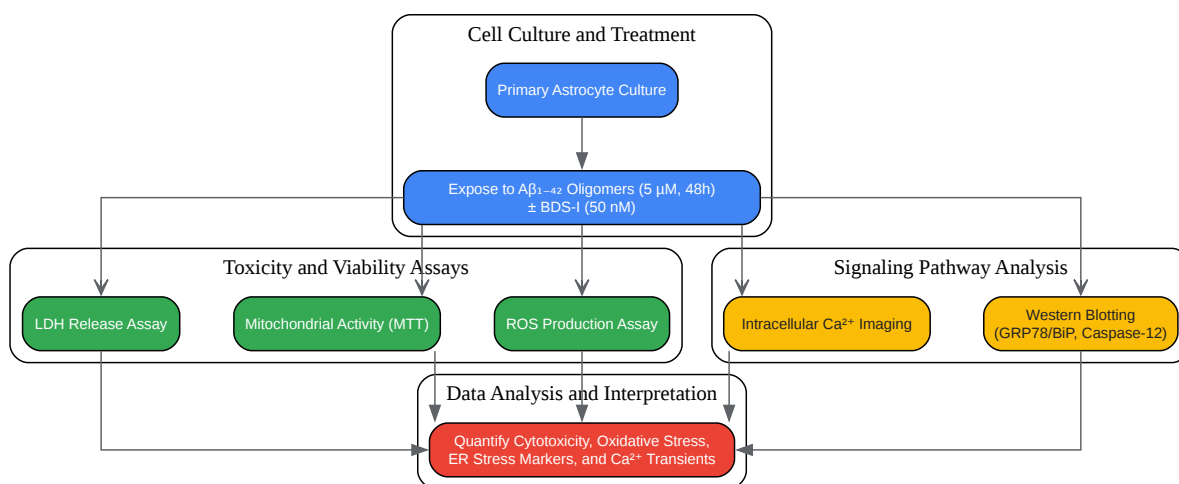 Cell Culture and Treatment
Primary Astrocyte Culture
Expose to Aβ₁₋₄₂ Oligomers (5 µM, 48h)
± BDS-I (50 nM)
Toxicity and Viability Assays
Signaling Pathway Analysis
LDH Release Assay
Mitochondrial Activity (MTT)
ROS Production Assay
Intracellular Ca²⁺ Imaging
Western Blotting
(GRP78/BiP, Caspase-12)
Data Analysis and Interpretation
Quantify Cytotoxicity, Oxidative Stress,
ER Stress Markers, and Ca²⁺ Transients